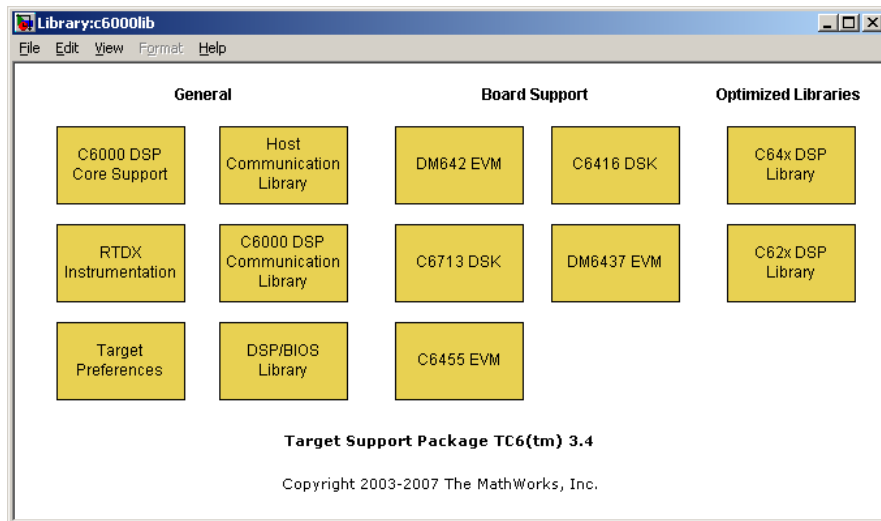 Library:c6000lib
File Edit View Format Help
General
Board Support
Optimized Libraries
C6000 DSP
Core Support
Host
Communication
Library
DM642 EVM
C6416 DSK
C64x DSP
Library
RTDX
Instrumentation
C6000 DSP
Communication
Library
C6713 DSK
DM6437 EVM
C62x DSP
Library
Target
Preferences
DSP/BIOS
Library
C6455 EVM
Target Support Package TC6(tm) 3.4
Copyright 2003-2007 The MathWorks, Inc.